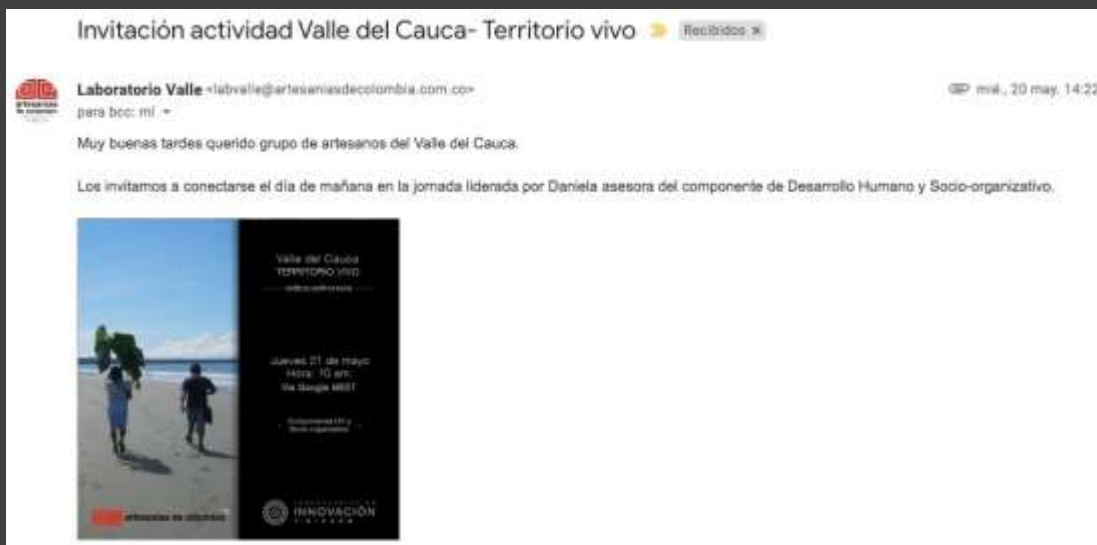 Invitación actividad Valle del Cauca- Territorio vivo
Recibidos x
Laboratorio Valle <labvalle@artesaniasdecolombia.com.co>
mié., 20 may. 14:22
para bcc: mí
Muy buenas tardes querido grupo de artesanos del Valle del Cauca.
Los invitamos a conectarse el día de mañana en la jornada liderada por Daniela asesora del componente de Desarrollo Humano y Socio-organizativo.
Valle del Cauca
TERRITORIO VIVO
Jueves 21 de mayo
Hora: 10 am.
Vía Google MEET
artesanías de colombia
INNOVACIÓN